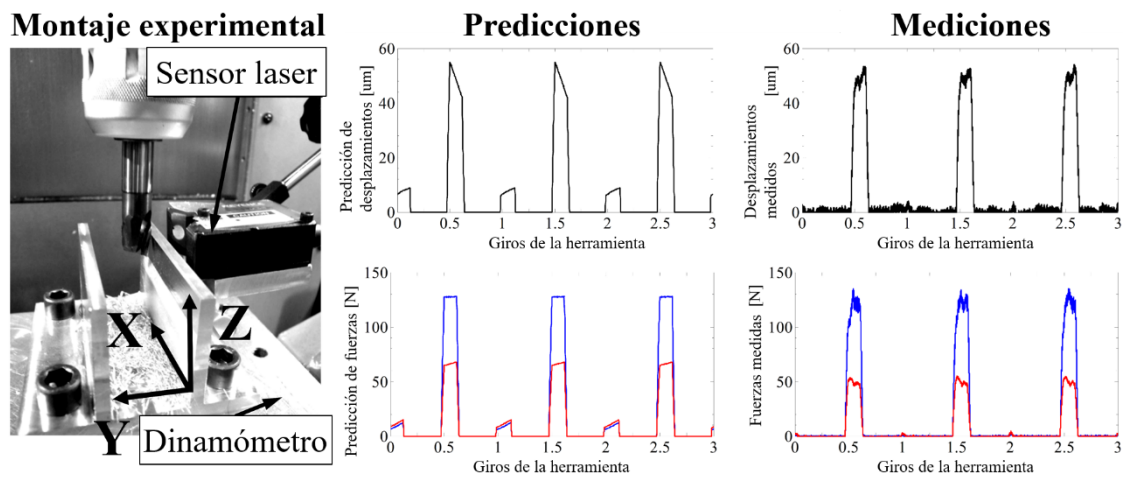 Montaje experimental
Sensor laser
X
Z
Y
Dinamómetro
Predicciones
Predicción de
desplazamientos [um]
60
40
20
0
0
0.5
1
1.5
2
2.5
3
Giros de la herramienta
Predicción de fuerzas [N]
150
100
50
0
0
0.5
1
1.5
2
2.5
3
Giros de la herramienta
Mediciones
Desplazamientos
medidos [um]
60
40
20
0
0
0.5
1
1.5
2
2.5
3
Giros de la herramienta
Fuerzas medidas [N]
150
100
50
0
0
0.5
1
1.5
2
2.5
3
Giros de la herramienta